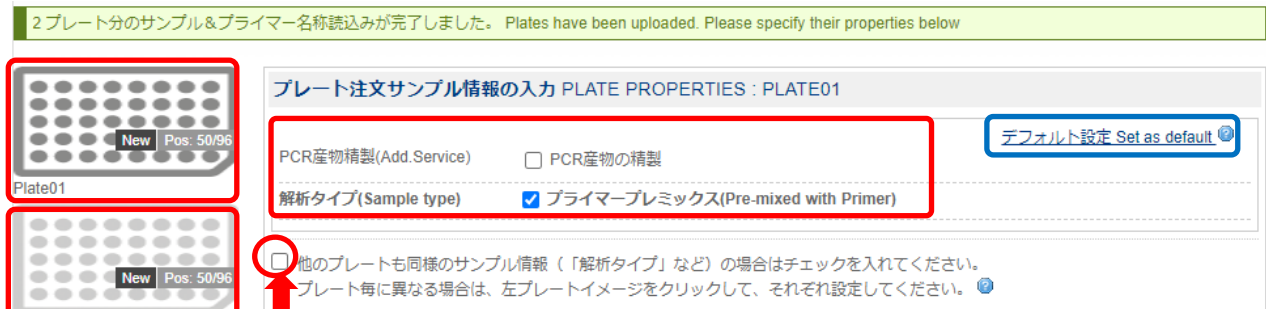 2 プレート分のサンプル＆プライマー名称読込みが完了しました。 Plates have been uploaded. Please specify their properties below
New Pos: 50/96
Plate01
New Pos: 50/96
プレート注文サンプル情報の入力 PLATE PROPERTIES : PLATE01
デフォルト設定 Set as default
PCR産物精製(Add.Service) PCR産物の精製
解析タイプ(Sample type) プライマープレミックス(Pre-mixed with Primer)
他のプレートも同様のサンプル情報（「解析タイプ」など）の場合はチェックを入れてください。
プレート毎に異なる場合は、左プレートイメージをクリックして、それぞれ設定してください。